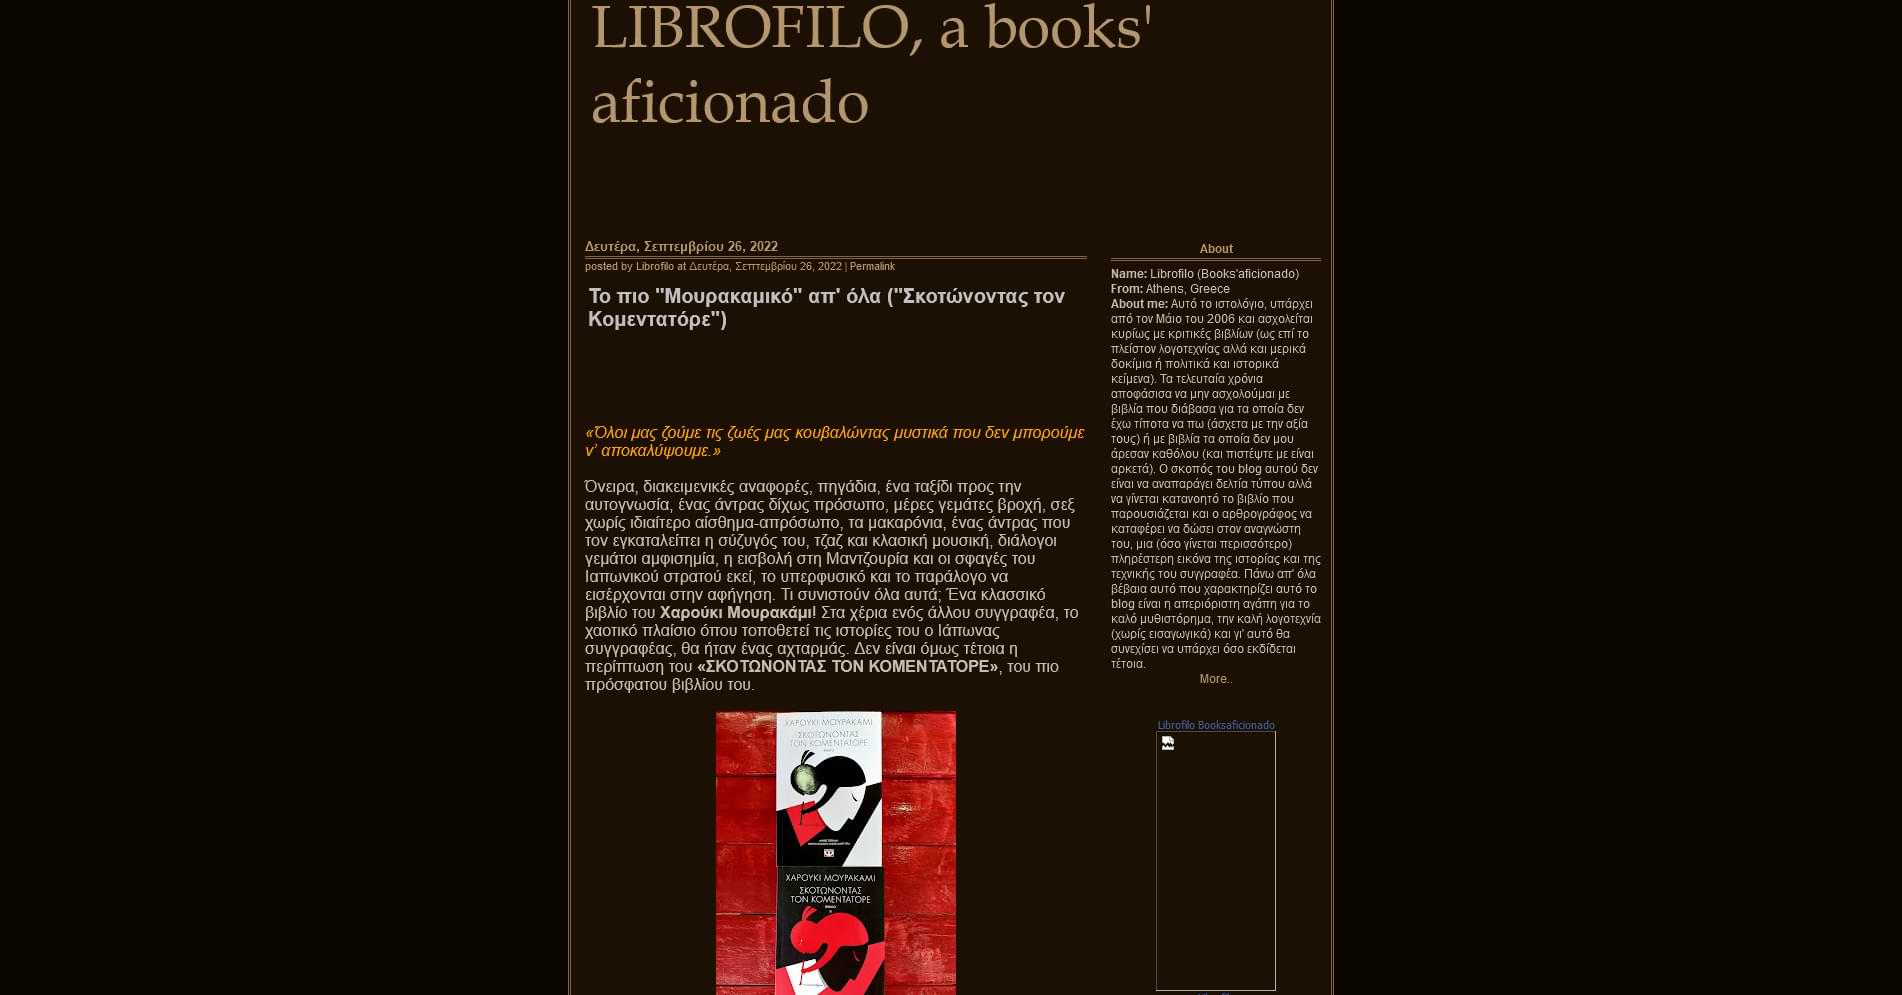 LIBROFILO, a books'
aficionado
Δευτέρα, Σεπτεμβρίου 26, 2022
posted by Librofilo at Δευτέρα, Σεπτεμβρίου 26, 2022 | Permalink
Το πιο "Μουρακαμικό" απ' όλα ("Σκοτώνοντας τον
Κομεντατόρε")
«Όλοι μας ζούμε τις ζωές μας κουβαλώντας μυστικά που δεν μπορούμε
ν’ αποκαλύψουμε.»
Όνειρα, διακειμενικές αναφορές, πηγάδια, ένα ταξίδι προς την
αυτογνωσία, ένας άντρας δίχως πρόσωπο, μέρες γεμάτες βροχή, σεξ
χωρίς ιδιαίτερο αίσθημα-απρόσωπο, τα μακαρόνια, ένας άντρας που
τον εγκαταλείπει η σύζυγός του, τζαζ και κλασική μουσική, διάλογοι
γεμάτοι αμφισημία, η εισβολή στη Μαντζουρία και οι σφαγές του
Ιαπωνικού στρατού εκεί, το υπερφυσικό και το παράλογο να
εισέρχονται στην αφήγηση. Τι συνιστούν όλα αυτά; Ένα κλασσικό
βιβλίο του Χαρούκι Μουρακάμι! Στα χέρια ενός άλλου συγγραφέα, το
χαοτικό πλαίσιο όπου τοποθετεί τις ιστορίες του ο Ιάπωνας
συγγραφέας, θα ήταν ένας αχταρμάς. Δεν είναι όμως τέτοια η
περίπτωση του «ΣΚΟΤΩΝΟΝΤΑΣ ΤΟΝ ΚΟΜΕΝΤΑΤΟΡΕ», του πιο
πρόσφατου βιβλίου του.
ΧΑΡΟΥΚΙ ΜΟΥΡΑΚΑΜΙ
ΣΚΟΤΩΝΟΝΤΑΣ
ΤΟΝ ΚΟΜΕΝΤΑΤΟΡΕ
ΧΑΡΟΥΚΙ ΜΟΥΡΑΚΑΜΙ
ΣΚΟΤΩΝΟΝΤΑΣ
ΤΟΝ ΚΟΜΕΝΤΑΤΟΡΕ
About
Name: Librofilo (Books'aficionado)
From: Athens, Greece
About me: Αυτό το ιστολόγιο, υπάρχει
από τον Μάιο του 2006 και ασχολείται
κυρίως με κριτικές βιβλίων (ως επί το
πλείστον λογοτεχνίας αλλά και μερικά
δοκίμια ή πολιτικά και ιστορικά
κείμενα). Τα τελευταία χρόνια
αποφάσισα να μην ασχολούμαι με
βιβλία που διάβασα για τα οποία δεν
έχω τίποτα να πω (άσχετα με την αξία
τους) ή με βιβλία τα οποία δεν μου
άρεσαν καθόλου (και πιστέψτε με είναι
αρκετά). Ο σκοπός του blog αυτού δεν
είναι να αναπαράγει δελτία τύπου αλλά
να γίνεται κατανοητό το βιβλίο που
παρουσιάζεται και ο αρθρογράφος να
καταφέρει να δώσει στον αναγνώστη
του, μια (όσο γίνεται περισσότερο)
πληρέστερη εικόνα της ιστορίας και της
τεχνικής του συγγραφέα. Πάνω απ' όλα
βέβαια αυτό που χαρακτηρίζει αυτό το
blog είναι η απεριόριστη αγάπη για το
καλό μυθιστόρημα, την καλή λογοτεχνία
(χωρίς εισαγωγικά) και γι' αυτό θα
συνεχίσει να υπάρχει όσο εκδίδεται
τέτοια.
More..
Librofilo Booksaficionado